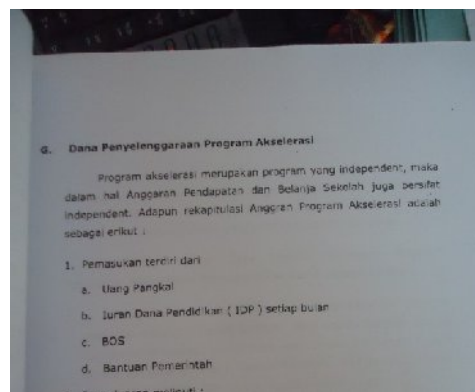 G. Dana Penyelenggaraan Program Akselerasi
Program akselerasi merupakan program yang independent, maka
dalam hal Anggaran Pendapatan dan Belanja Sekolah juga bersifat
independent. Adapun rekapitulasi Anggran Program Akselerasi adalah
sebagai erikut :
1. Pemasukan terdiri dari
a. Uang Pangkal
b. Iuran Dana Pendidikan ( IDP ) setiap bulan
c. BOS
d. Bantuan Pemerintah